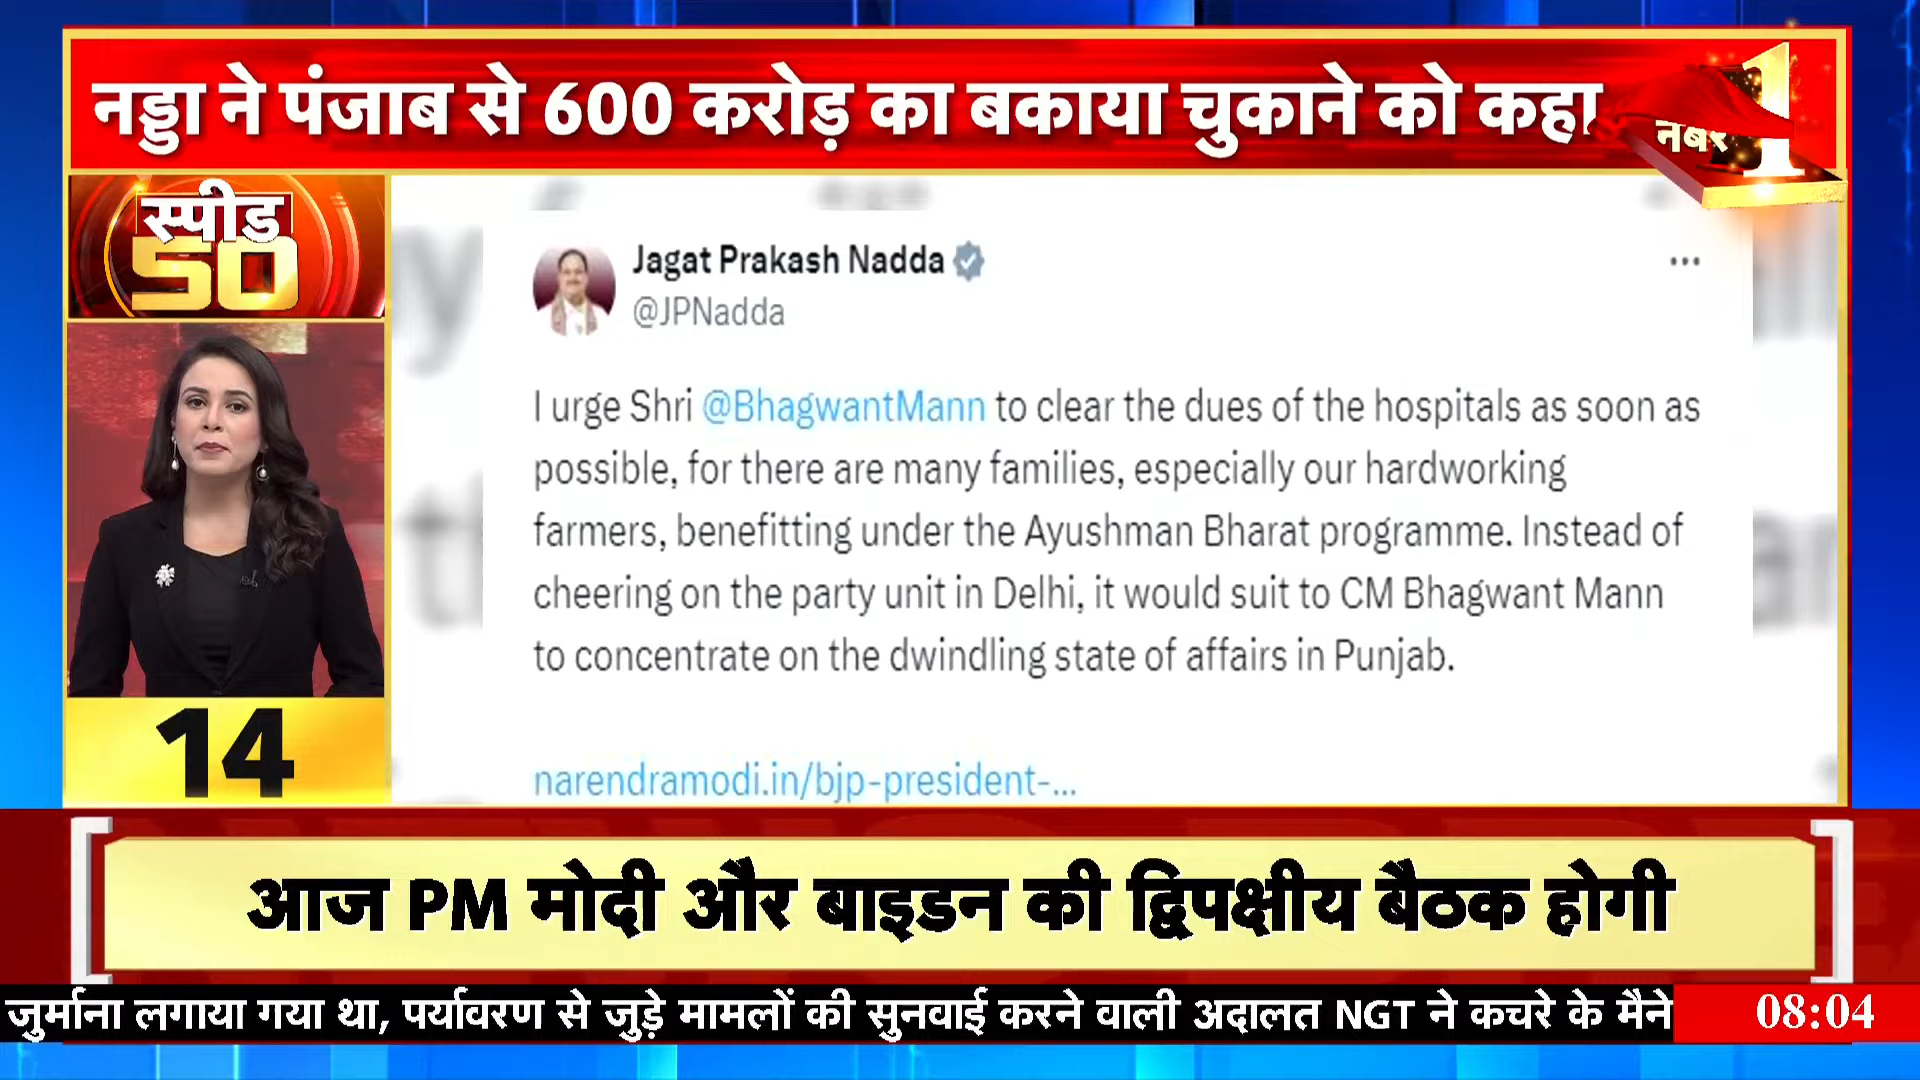 नड्डा ने पंजाब से 600 करोड़ का बकाया चुकाने को कहा
नंबर 1
स्पीड
50
Jagat Prakash Nadda
@JPNadda
I urge Shri @BhagwantMann to clear the dues of the hospitals as soon as
possible, for there are many families, especially our hardworking
farmers, benefitting under the Ayushman Bharat programme. Instead of
cheering on the party unit in Delhi, it would suit to CM Bhagwant Mann
to concentrate on the dwindling state of affairs in Punjab.
narendramodi.in/bjp-president-...
14
आज PM मोदी और बाइडन की द्विपक्षीय बैठक होगी
जुर्माना लगाया गया था, पर्यावरण से जुड़े मामलों की सुनवाई करने वाली अदालत NGT ने कचरे के मैने
08:04